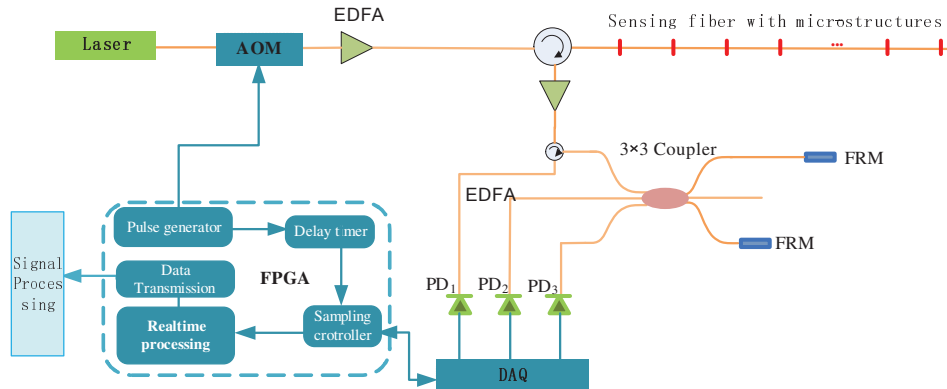 EDFA
Sensing fiber with microstructures
Laser
AOM
...
3×3 Coupler
FRM
EDFA
FRM
Pulse generator
Delay timer
Signal
Proces
sing
Data
Transmission
FPGA
PD1
PD2
PD3
Realtime
processing
Sampling
crotroller
DAQ